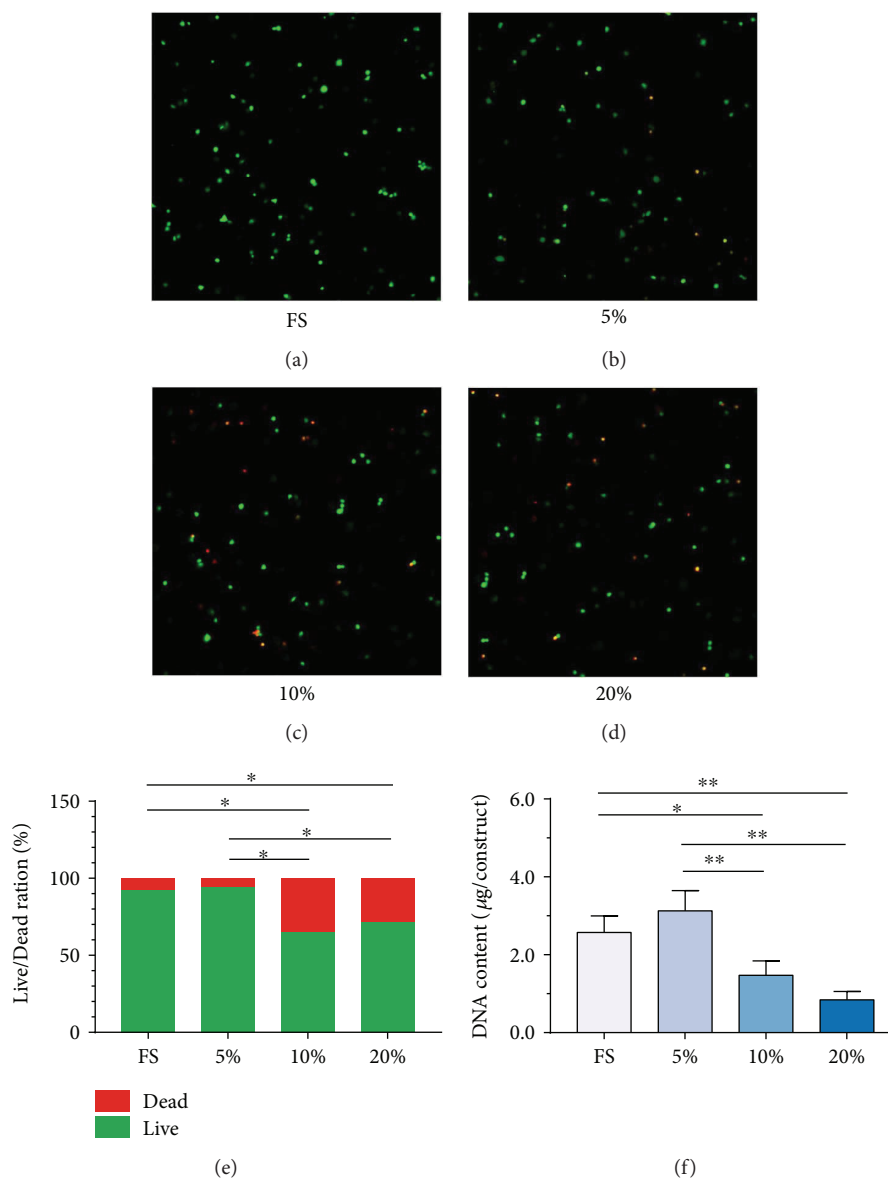 FS
5%
(a)
(b)
10%
20%
(c)
(d)
Live/Dead ration (%)
150
100
50
0
*
*
*
*
FS
5%
10%
20%
Dead
Live
(e)
DNA content (μg/construct)
6.0
4.0
2.0
0.0
**
*
**
**
FS
5%
10%
20%
(f)